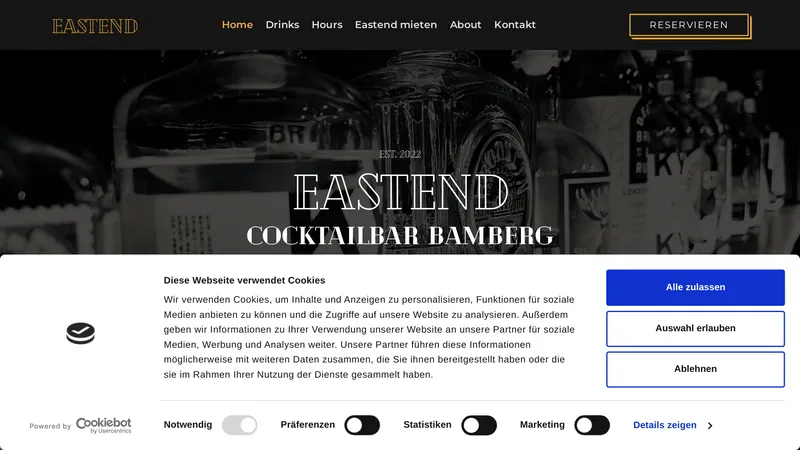 EASTEND
Home
Drinks
Hours
Eastend mieten
About
Kontakt
RESERVIEREN
EST. 2022
EASTEND
COCKTAILBAR BAMBERG
Diese Webseite verwendet Cookies
Wir verwenden Cookies, um Inhalte und Anzeigen zu personalisieren, Funktionen für soziale
Medien anbieten zu können und die Zugriffe auf unsere Website zu analysieren. Außerdem
geben wir Informationen zu Ihrer Verwendung unserer Website an unsere Partner für soziale
Medien, Werbung und Analysen weiter. Unsere Partner führen diese Informationen
möglicherweise mit weiteren Daten zusammen, die Sie ihnen bereitgestellt haben oder die
sie im Rahmen Ihrer Nutzung der Dienste gesammelt haben.
Alle zulassen
Auswahl erlauben
Ablehnen
Powered by Cookiebot
by Usercentrics
Notwendig
Präferenzen
Statistiken
Marketing
Details zeigen